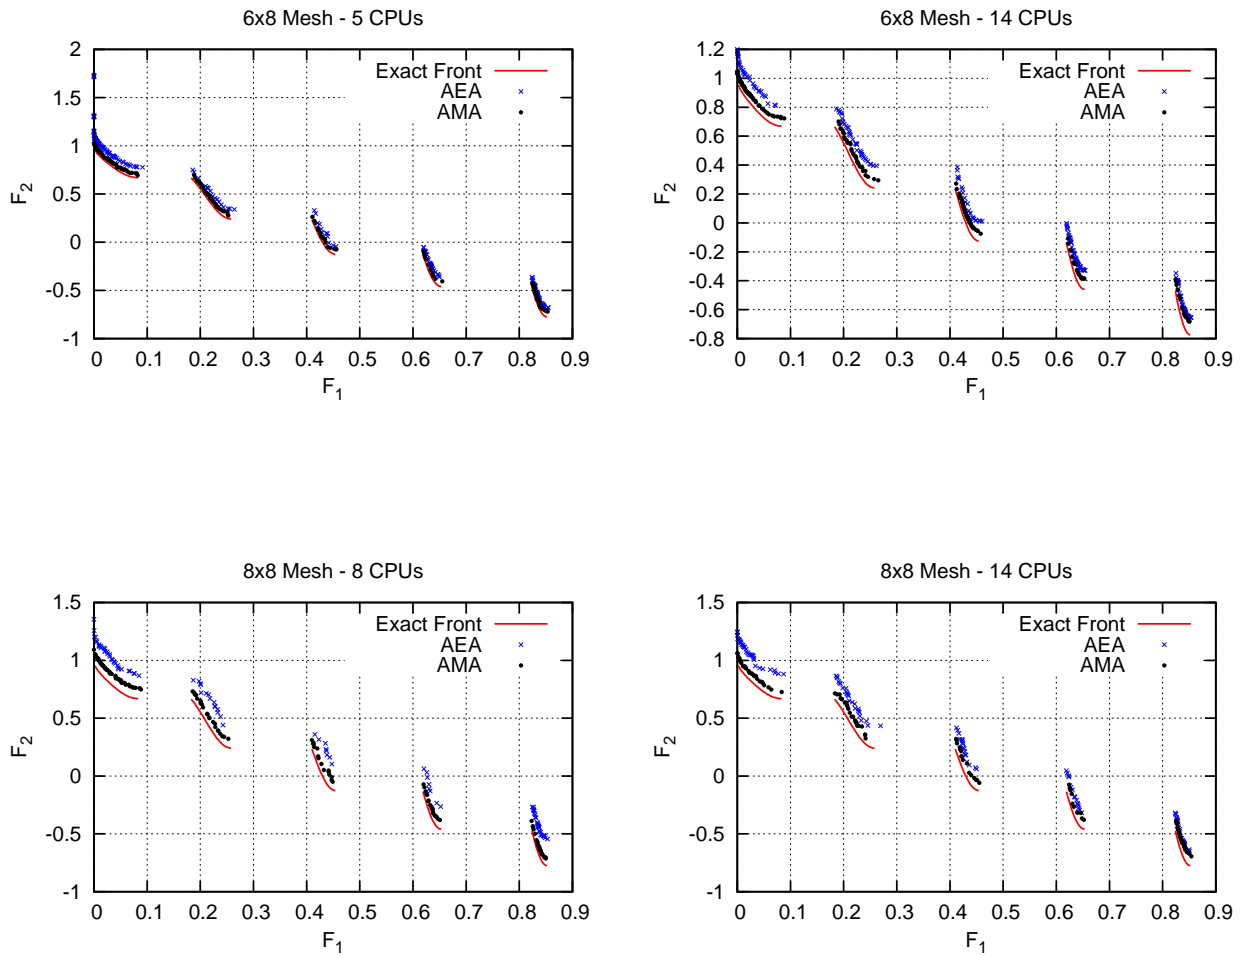 6x8 Mesh - 5 CPUs
Exact Front
AEA
AMA
2
1.5
1
0.5
0
-0.5
-1
F2
0 0.1 0.2 0.3 0.4 0.5 0.6 0.7 0.8 0.9
F1
6x8 Mesh - 14 CPUs
Exact Front
AEA
AMA
1.2
1
0.8
0.6
0.4
0.2
0
-0.2
-0.4
-0.6
-0.8
F2
0 0.1 0.2 0.3 0.4 0.5 0.6 0.7 0.8 0.9
F1
8x8 Mesh - 8 CPUs
Exact Front
AEA
AMA
1.5
1
0.5
0
-0.5
-1
F2
0 0.1 0.2 0.3 0.4 0.5 0.6 0.7 0.8 0.9
F1
8x8 Mesh - 14 CPUs
Exact Front
AEA
AMA
1.5
1
0.5
0
-0.5
-1
F2
0 0.1 0.2 0.3 0.4 0.5 0.6 0.7 0.8 0.9
F1